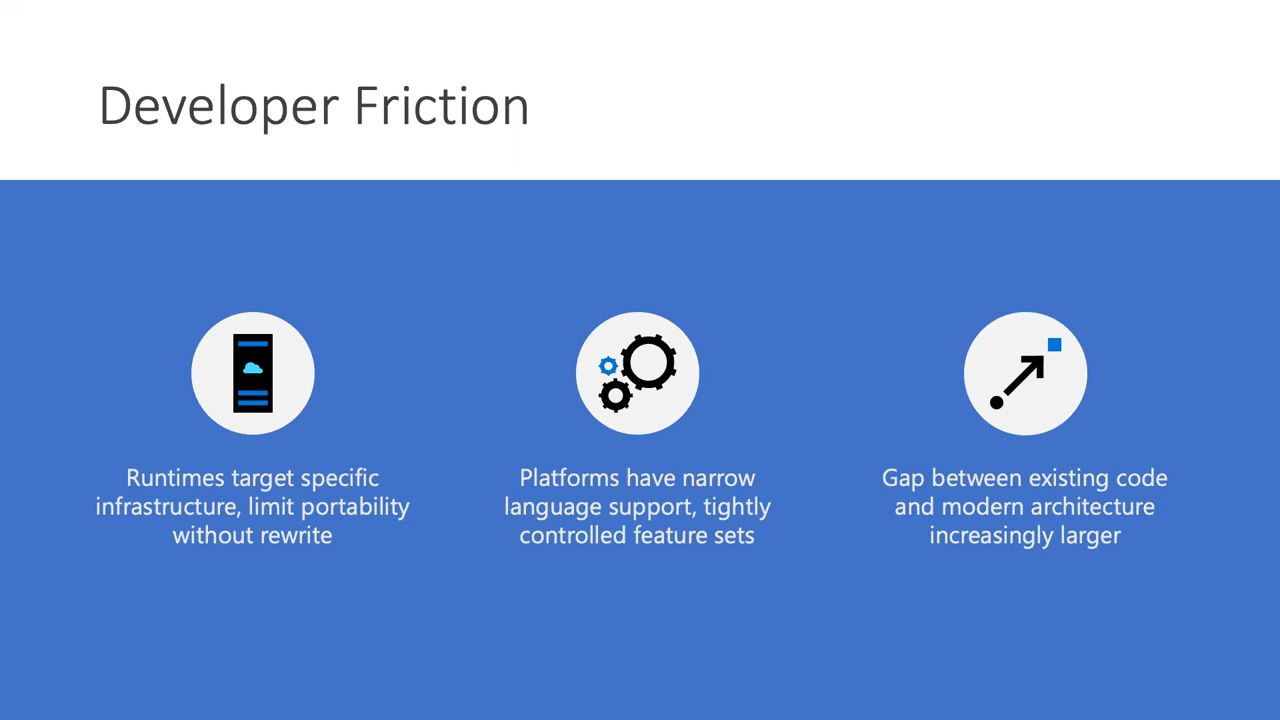 Developer Friction
Runtimes target specific
infrastructure, limit portability
without rewrite
Platforms have narrow
language support, tightly
controlled feature sets
Gap between existing code
and modern architecture
increasingly larger